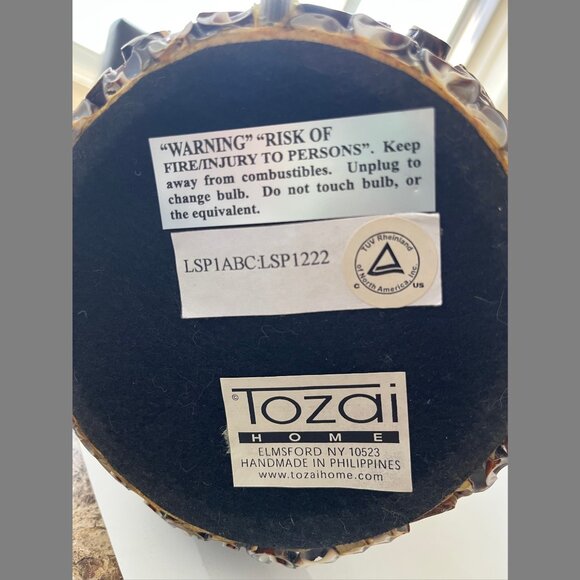 "WARNING" "RISK OF
FIRE/INJURY TO PERSONS". Keep
away from combustibles. Unplug to
change bulb. Do not touch bulb, or
the equivalent.
LSP1ABC:LSP1222
TUV Rheinland
of North America, Inc.
C US
© Tozai
HOME
ELMSFORD NY 10523
HANDMADE IN PHILIPPINES
www.tozaihome.com